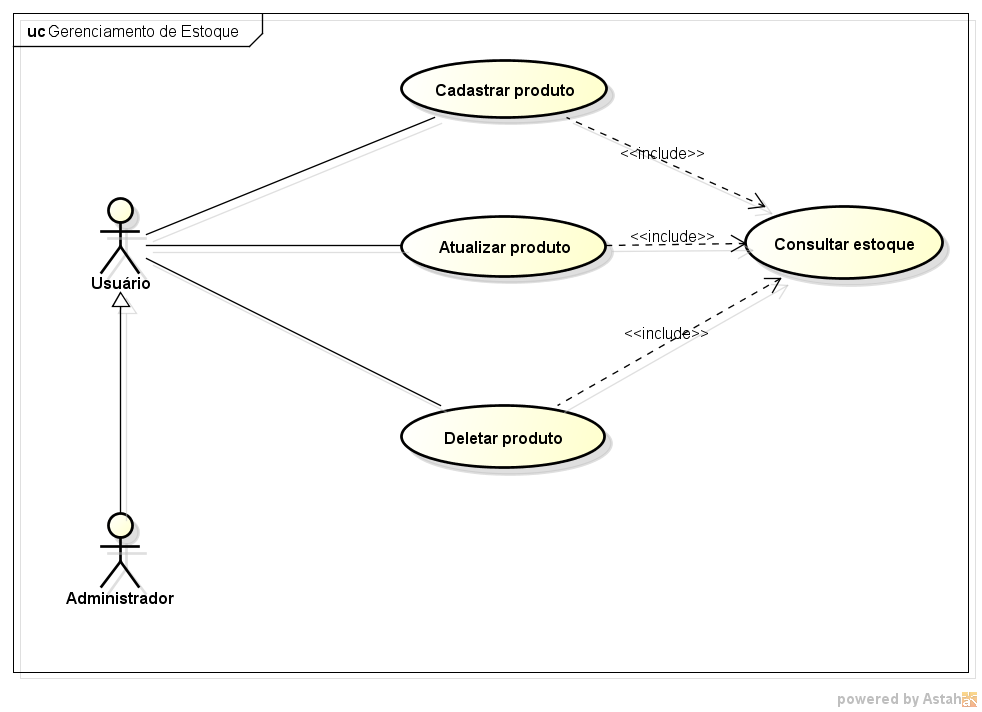 uc Gerenciamento de Estoque
Cadastrar produto
<<include>>
Usuário
Atualizar produto
<<include>>
Consultar estoque
<<include>>
Deletar produto
Administrador
powered by Astah